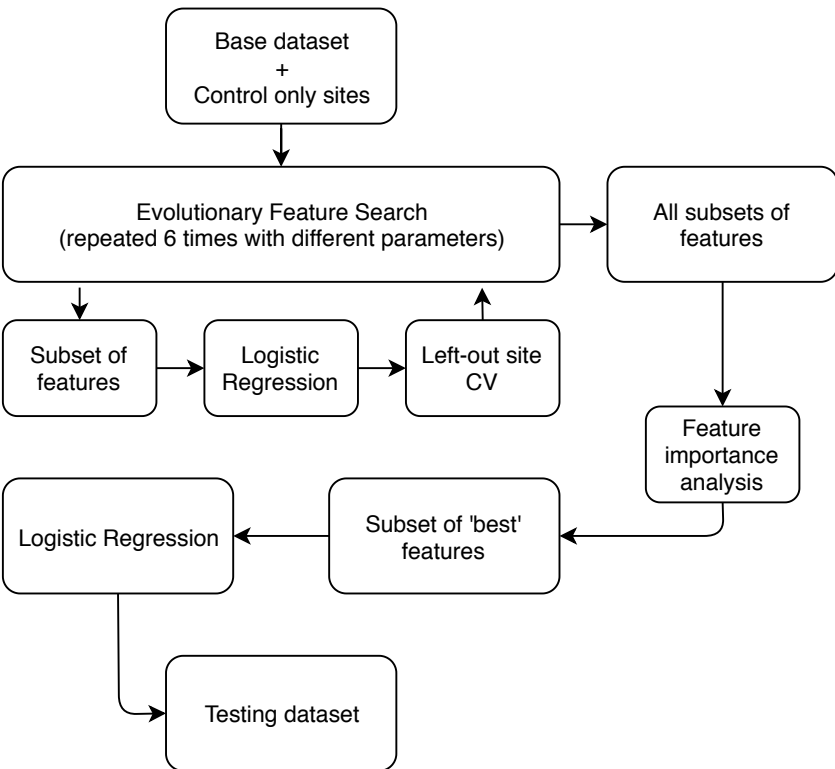 Base dataset
+
Control only sites
Evolutionary Feature Search
(repeated 6 times with different parameters)
All subsets of
features
Subset of
features
Logistic
Regression
Left-out site
CV
Feature
importance
analysis
Subset of 'best'
features
Logistic Regression
Testing dataset